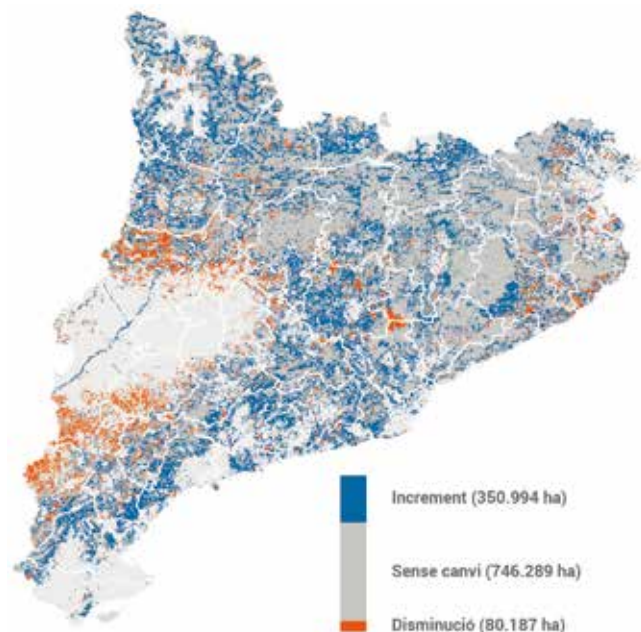 Increment (350.994 ha)
Sense canvi (746.289 ha)
Disminució (80.187 ha)